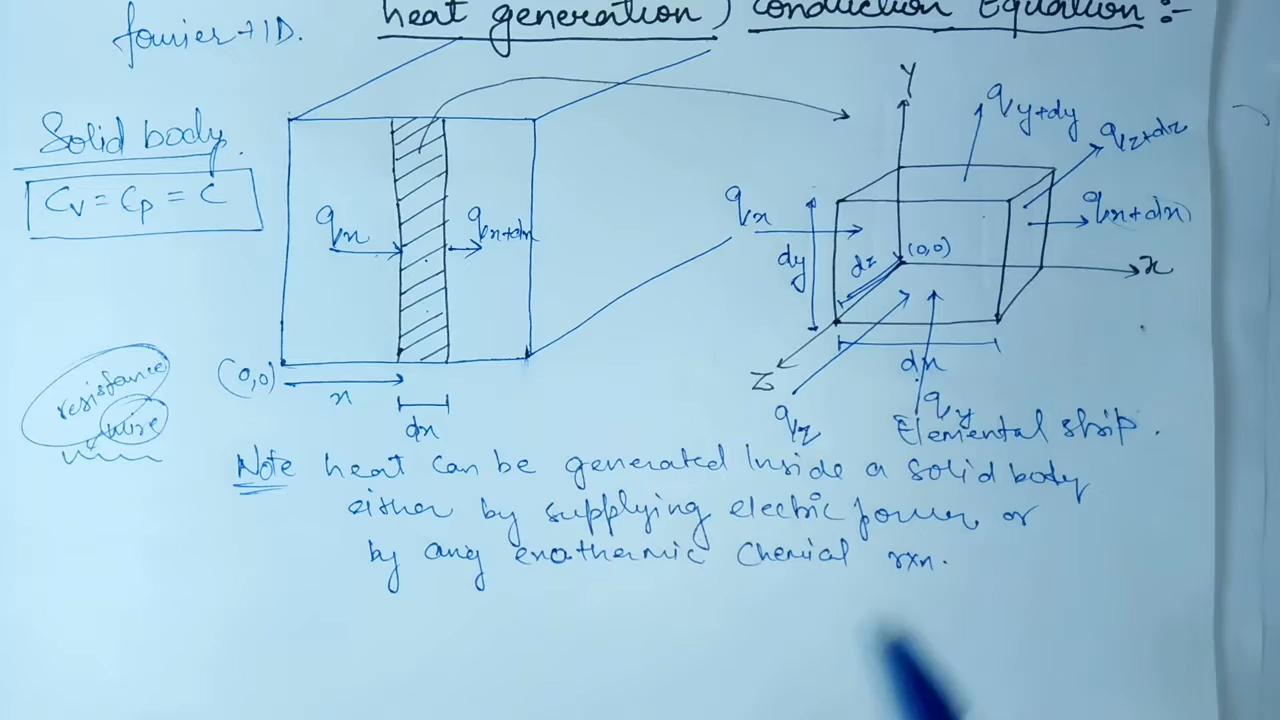 heat generation) Conduction Equation :-
fourier → 1D.
Solid body.
Cv = Cp = C
qx
qx+dx
(0,0)
x
dx
resistance
wire
Y
qy+dy
qz+dz
qx
qx+dx
dy
dz
(0,0)
x
z
dx
qz
qy
Elemental strip.
Note heat can be generated Inside a solid body
either by supplying electric power or
by any exothermic Chemial rxn.